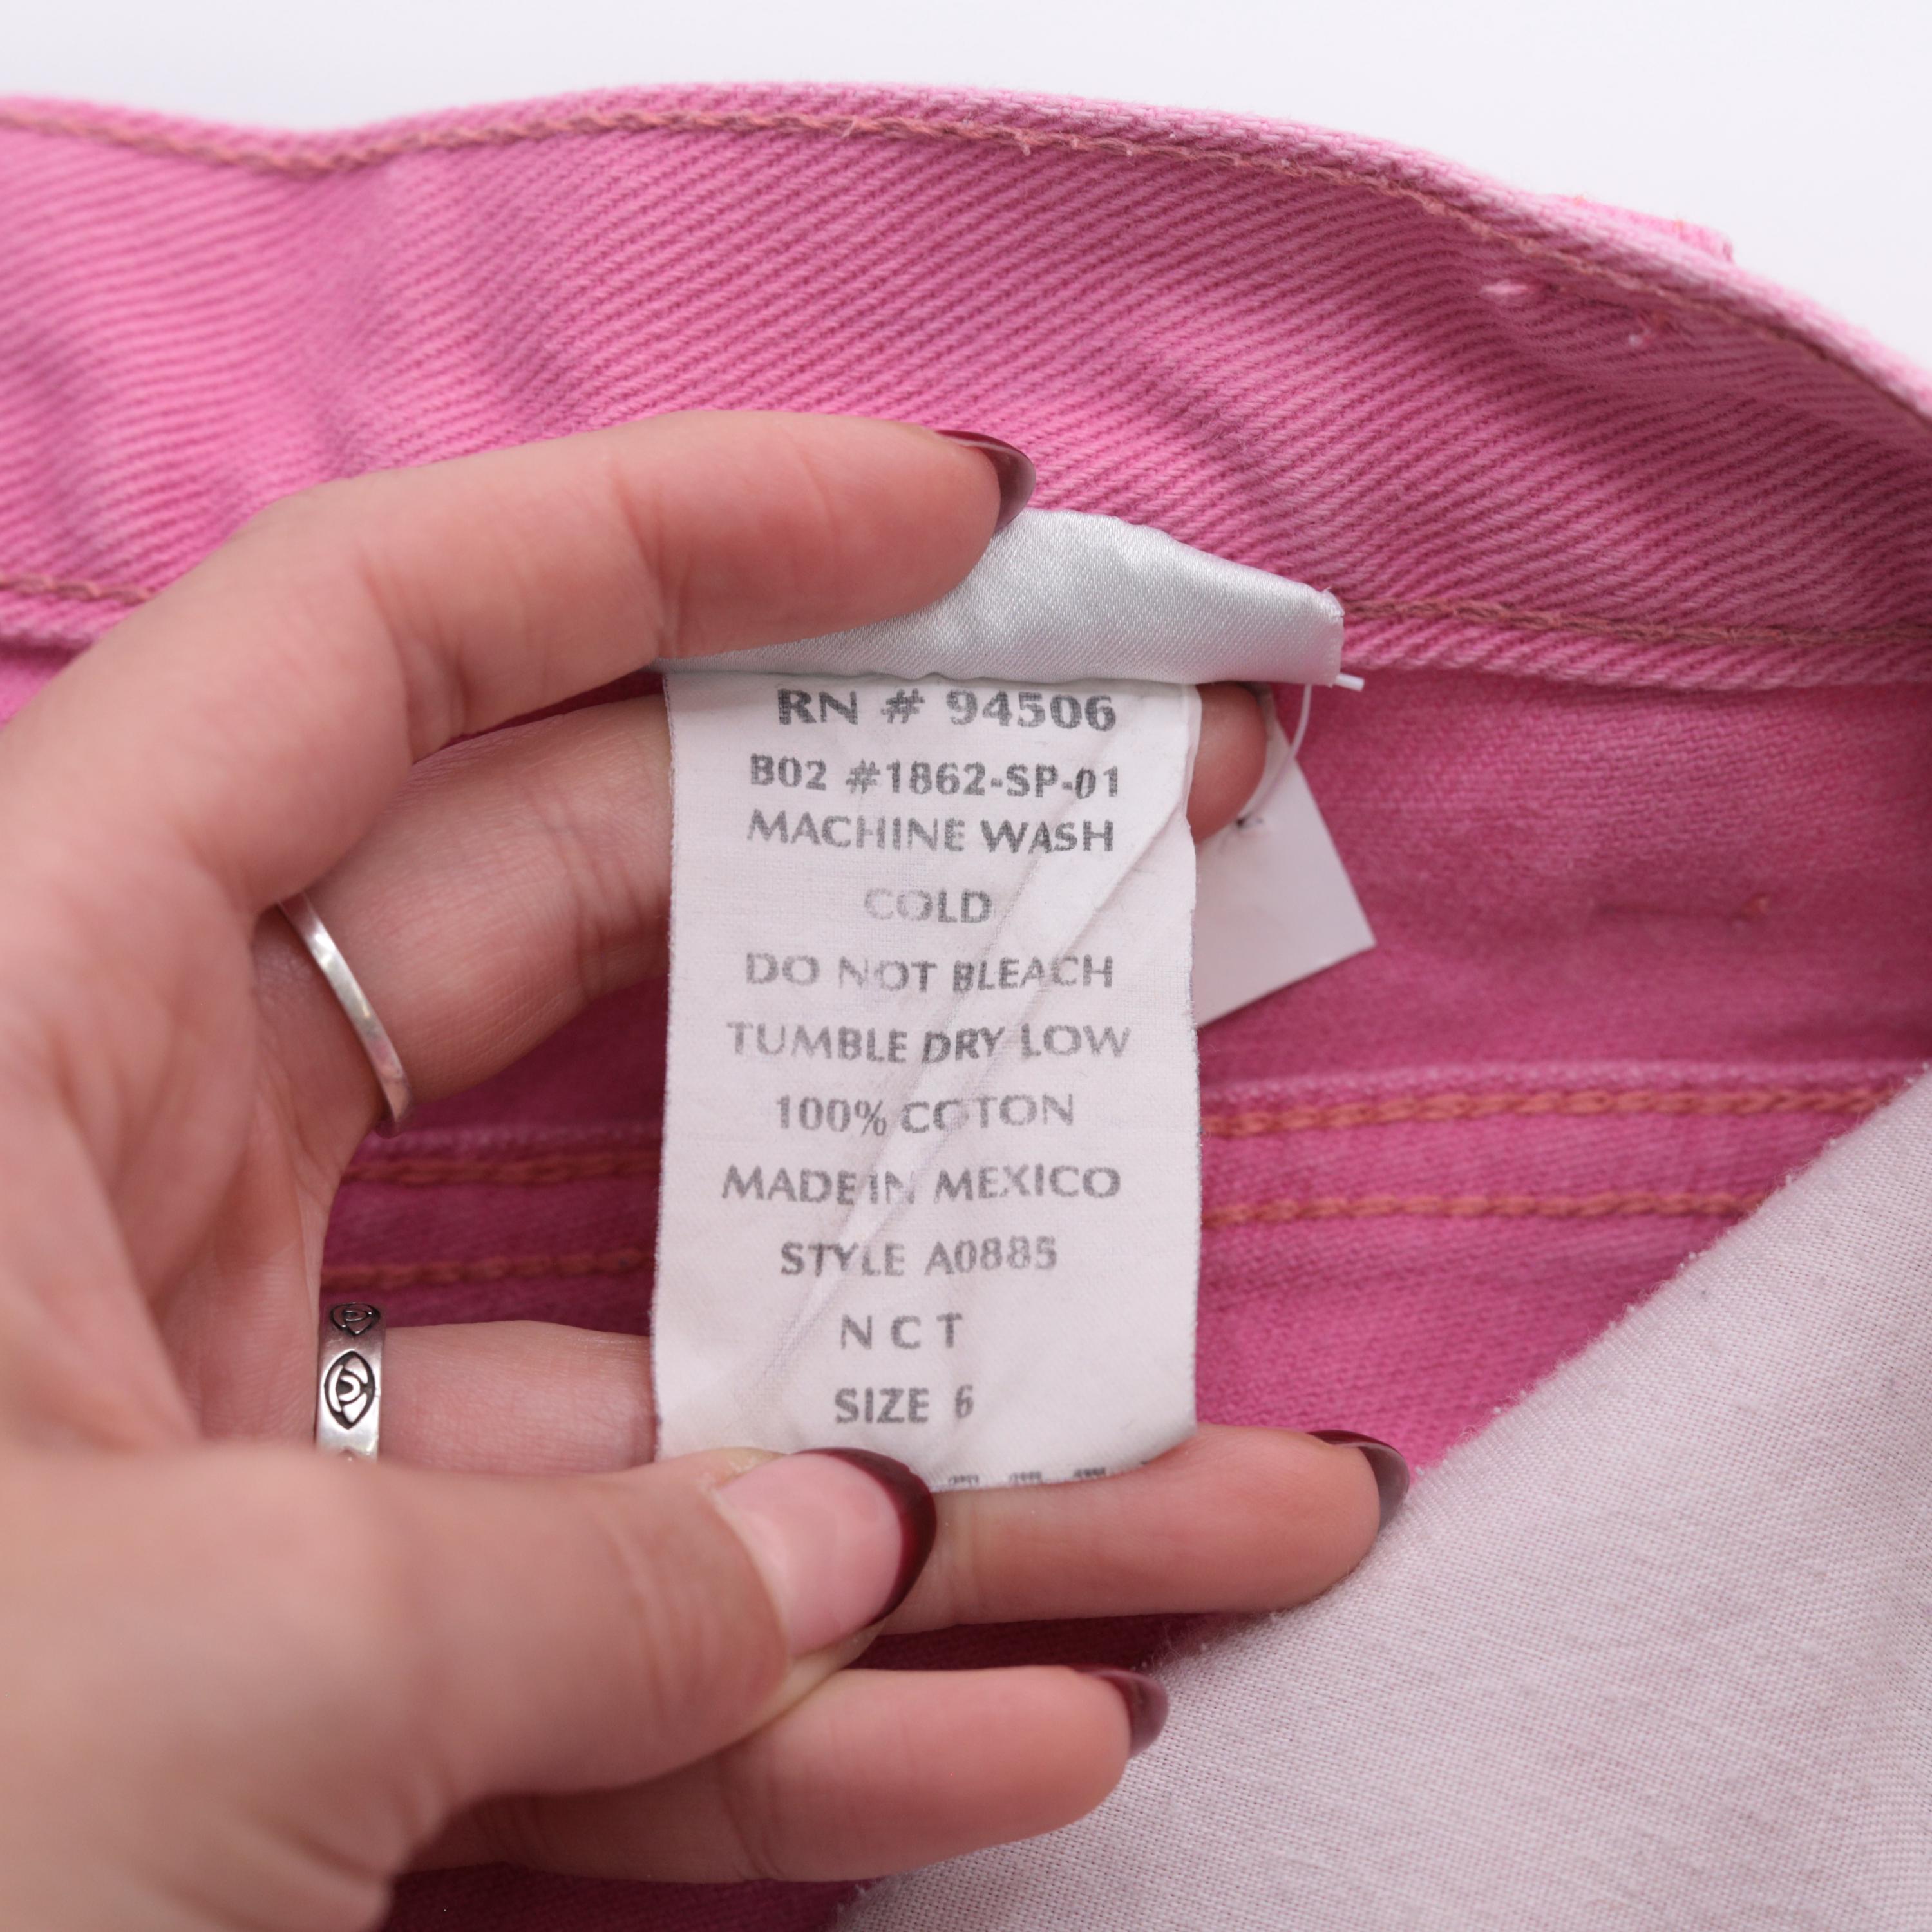 RN # 94506
B02 #1862-SP-01
MACHINE WASH
COLD
DO NOT BLEACH
TUMBLE DRY LOW
100% COTON
MADE IN MEXICO
STYLE A0885
N C T
SIZE 6